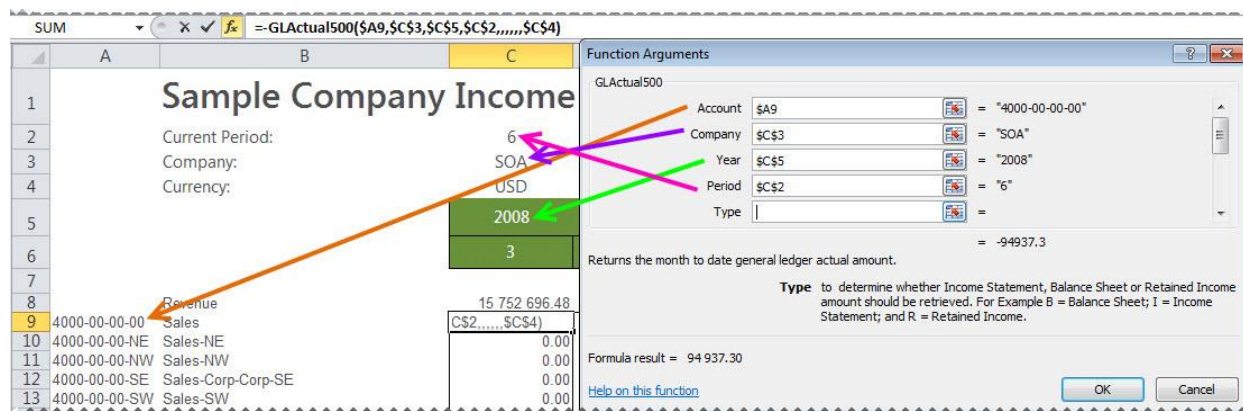 SUM =-GLActual500($A9,$C$3,$C$5,$C$2,,,,,,$C$4)
A B C
1 Sample Company Income
2 Current Period: 6
3 Company: SOA
4 Currency: USD
5 2008
6 3
7
8 Revenue 15 752 696.48
9 4000-00-00-00 Sales C$2,,,,,,$C$4)
10 4000-00-00-NE Sales-NE 0.00
11 4000-00-00-NW Sales-NW 0.00
12 4000-00-00-SE Sales-Corp-Corp-SE 0.00
13 4000-00-00-SW Sales-SW 0.00
Function Arguments
GLActual500
Account $A9 = "4000-00-00-00"
Company $C$3 = "SOA"
Year $C$5 = "2008"
Period $C$2 = "6"
Type =
= -94937.3
Returns the month to date general ledger actual amount.
Type to determine whether Income Statement, Balance Sheet or Retained Income
amount should be retrieved. For Example B = Balance Sheet; I = Income
Statement; and R = Retained Income.
Formula result = 94 937.30
Help on this function OK Cancel